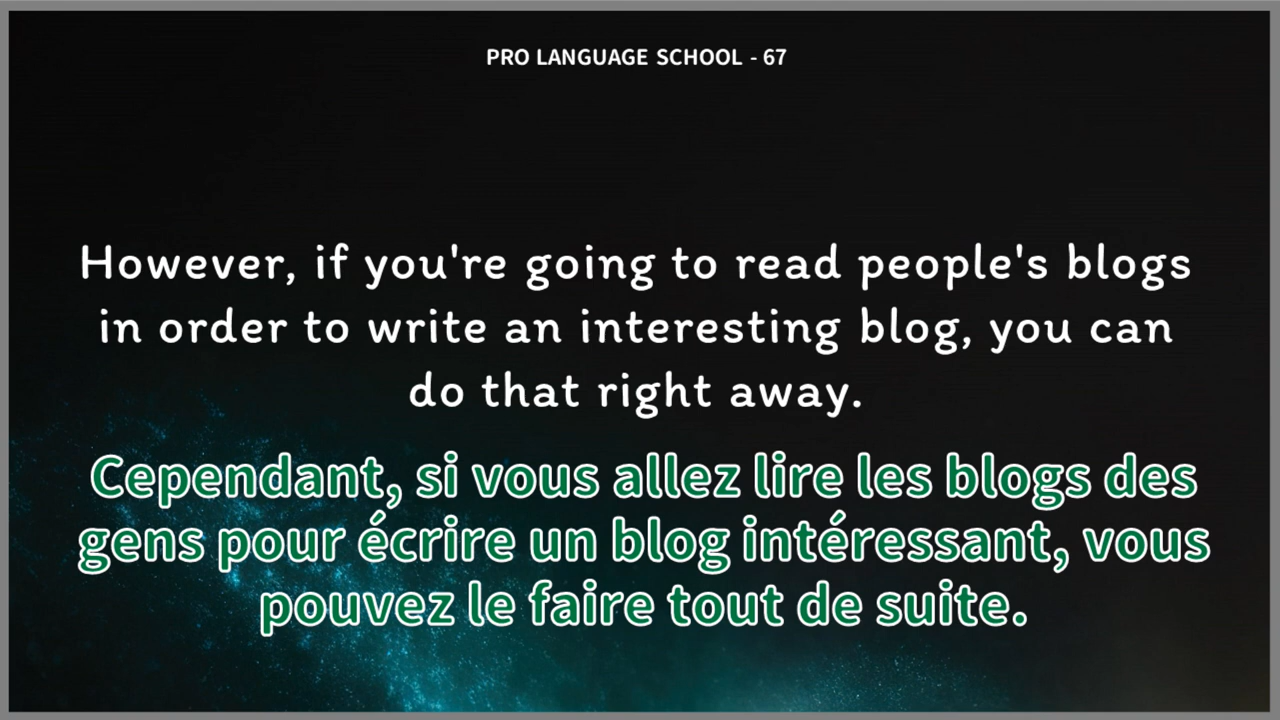 PRO LANGUAGE SCHOOL - 67
However, if you're going to read people's blogs
in order to write an interesting blog, you can
do that right away.
Cependant, si vous allez lire les blogs des
gens pour écrire un blog intéressant, vous
pouvez le faire tout de suite.